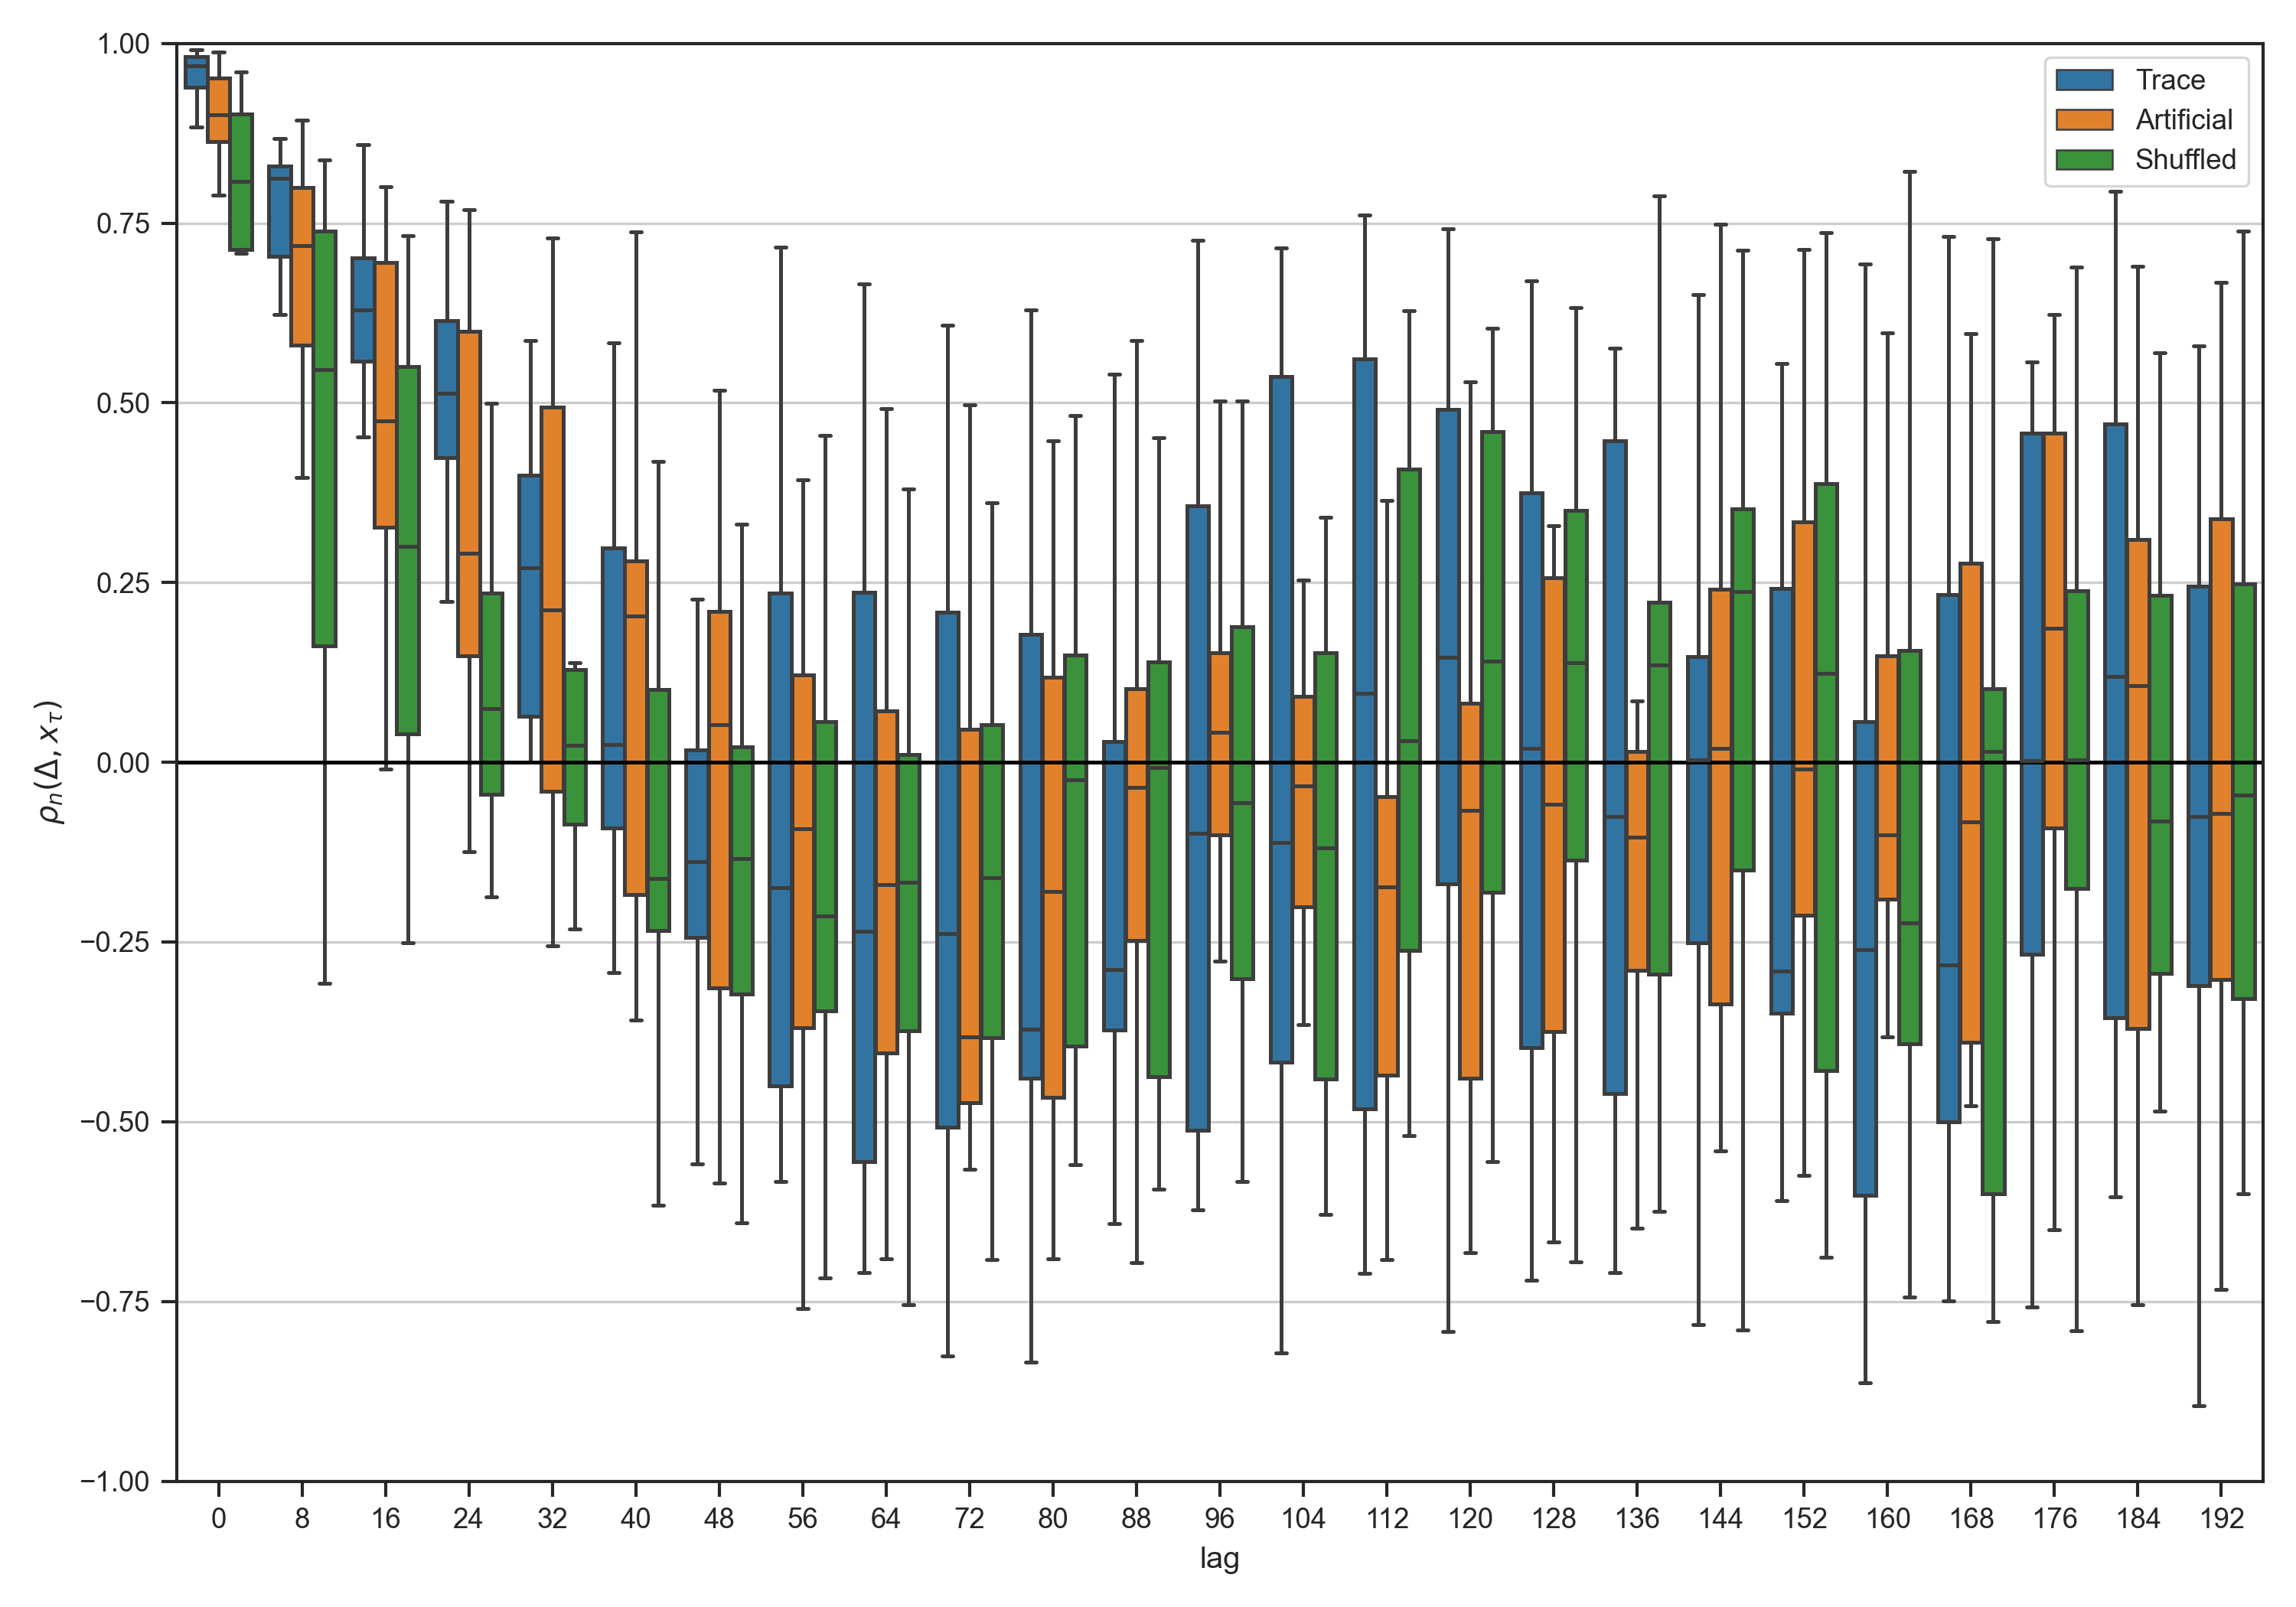 1.00
0.75
0.50
0.25
0.00
−0.25
−0.50
−0.75
−1.00
ρn(Δ, xτ)
Trace
Artificial
Shuffled
0 8 16 24 32 40 48 56 64 72 80 88 96 104 112 120 128 136 144 152 160 168 176 184 192
lag